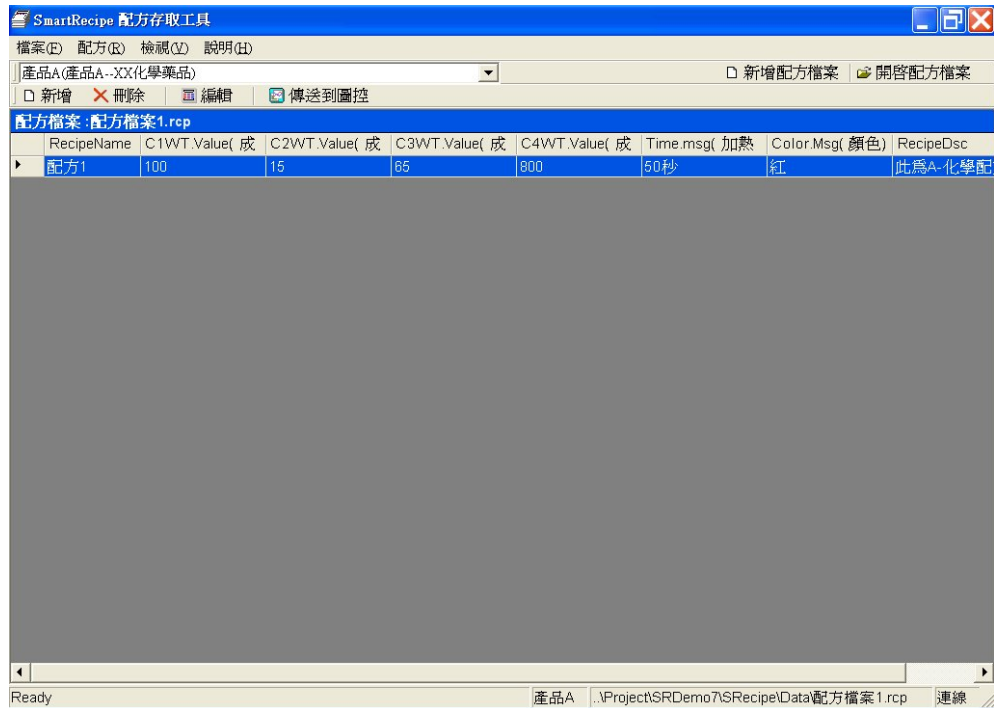 SmartRecipe 配方存取工具
檔案(F) 配方(R) 檢視(V) 說明(H)
產品A(產品A--XX化學藥品) 新增配方檔案 開啓配方檔案
新增 刪除 編輯 傳送到圖控
配方檔案 :配方檔案1.rcp
RecipeName C1WT.Value( 成 C2WT.Value( 成 C3WT.Value( 成 C4WT.Value( 成 Time.msg( 加熱 Color.Msg( 顏色) RecipeDsc
配方1 100 15 65 800 50秒 紅 此爲A-化學配
Ready 產品A ..\Project\SRDemo7\SRecipe\Data\配方檔案1.rcp 連線